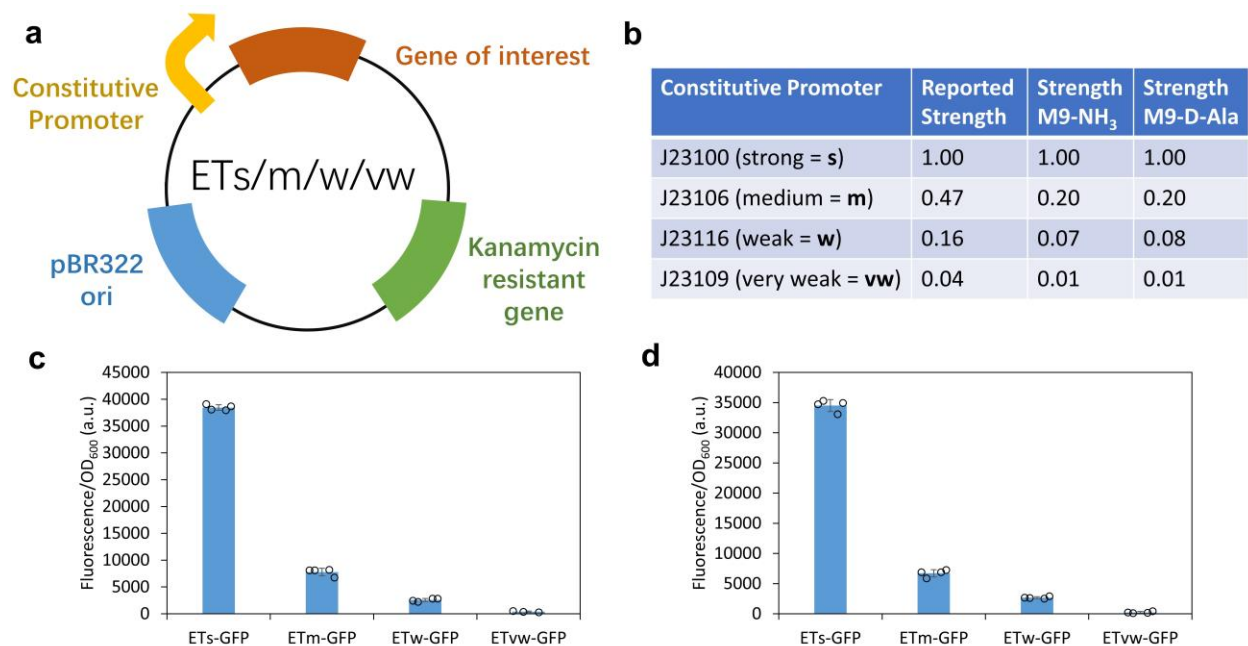 a
Constitutive
Promoter
Gene of interest
ETs/m/w/vw
pBR322
ori
Kanamycin
resistant
gene
b
Constitutive Promoter Reported Strength Strength M9-NH₃ Strength M9-D-Ala
J23100 (strong = s) 1.00 1.00 1.00
J23106 (medium = m) 0.47 0.20 0.20
J23116 (weak = w) 0.16 0.07 0.08
J23109 (very weak = vw) 0.04 0.01 0.01
c
Fluorescence/OD₆₀₀ (a.u.)
45000
40000
35000
30000
25000
20000
15000
10000
5000
0
ETs-GFP ETm-GFP ETw-GFP ETvw-GFP
d
Fluorescence/OD₆₀₀ (a.u.)
40000
35000
30000
25000
20000
15000
10000
5000
0
ETs-GFP ETm-GFP ETw-GFP ETvw-GFP